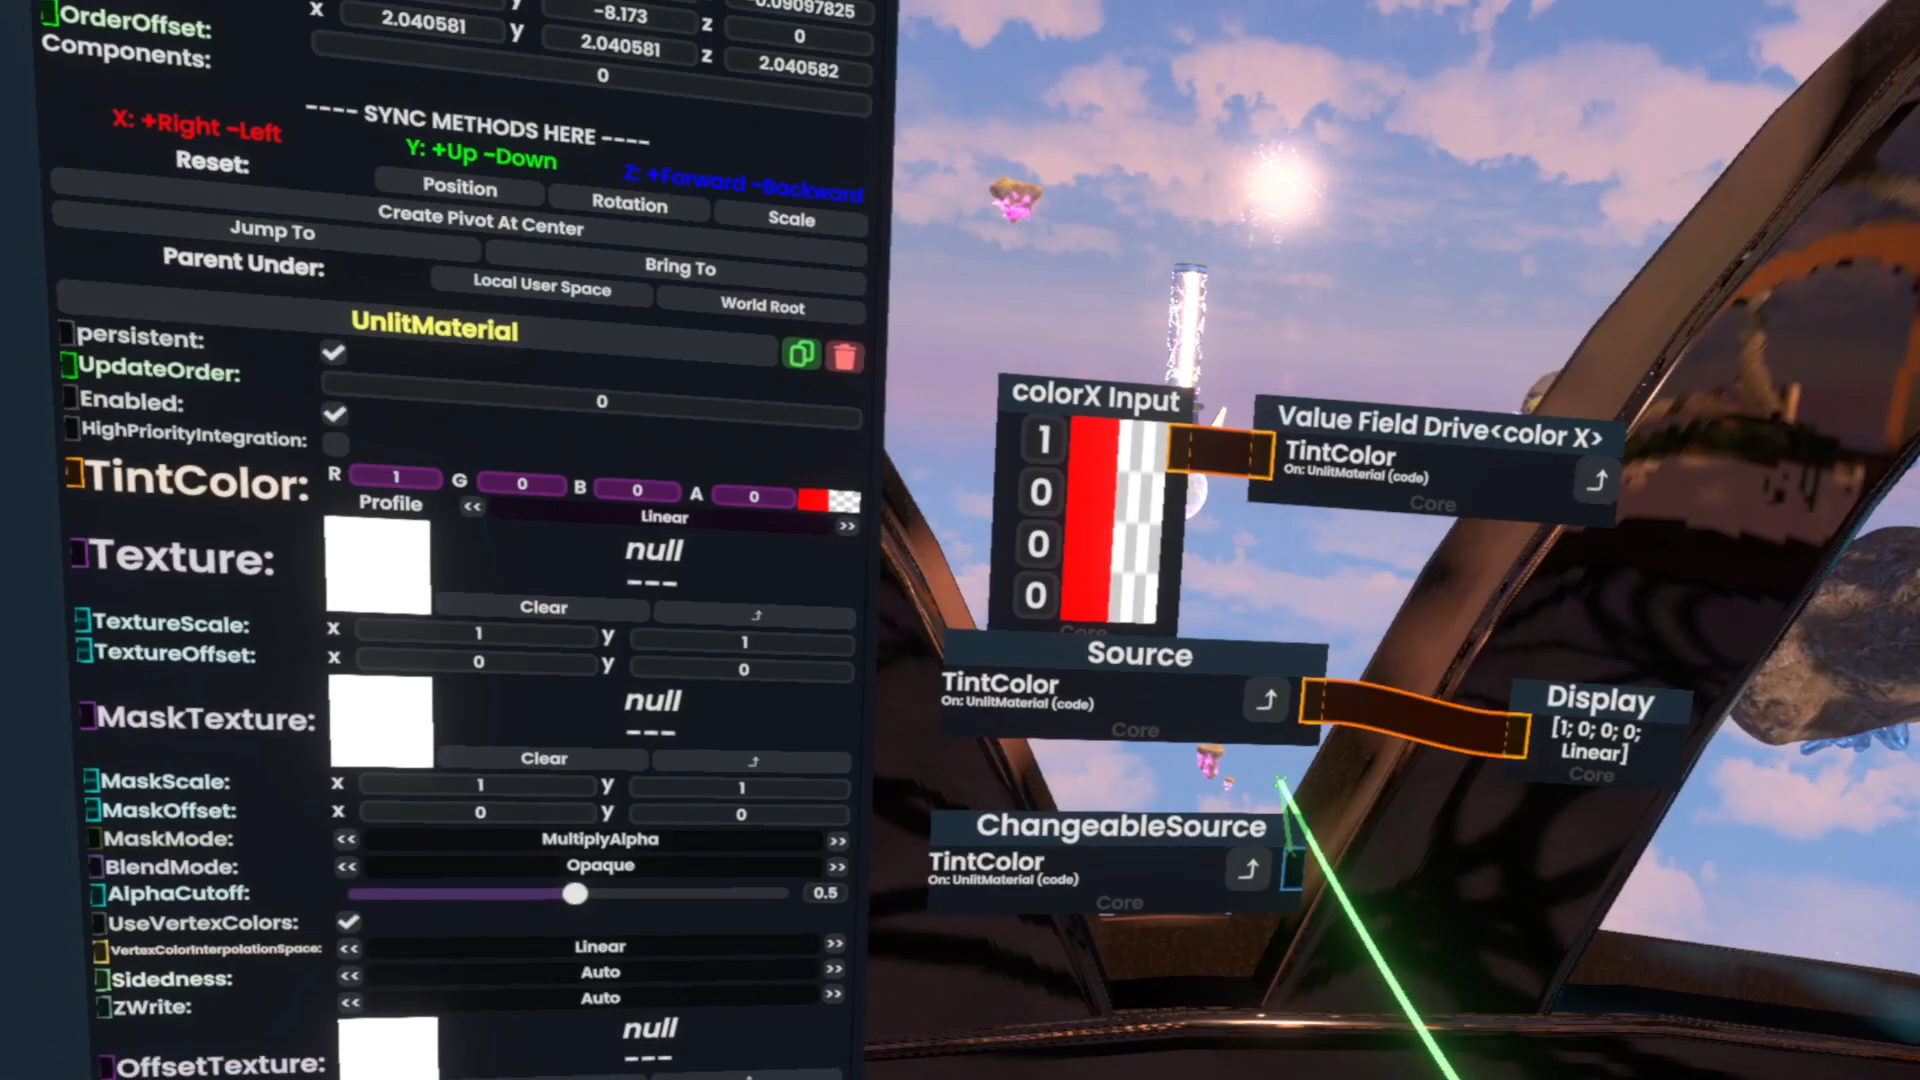 OrderOffset:
Components:
x 2.040581 y 2.040581 z 2.040582
-8.173
0
0
---- SYNC METHODS HERE ----
X: +Right -Left
Y: +Up -Down
Z: +Forward -Backward
Reset:
Position
Rotation
Scale
Create Pivot At Center
Jump To
Bring To
Parent Under:
Local User Space
World Root
UnlitMaterial
persistent:
UpdateOrder:
0
Enabled:
HighPriorityIntegration:
TintColor: R 1 G 0 B 0 A 0
Profile << Linear >>
Texture:
null
---
Clear
TextureScale: x 1 y 1
TextureOffset: x 0 y 0
MaskTexture:
null
---
Clear
MaskScale: x 1 y 1
MaskOffset: x 0 y 0
MaskMode: << MultiplyAlpha >>
BlendMode: << Opaque >>
AlphaCutoff: 0.5
UseVertexColors:
VertexColorInterpolationSpace: << Linear >>
Sidedness: << Auto >>
ZWrite: << Auto >>
OffsetTexture:
null
---
colorX Input
1
0
0
0
Core
Value Field Drive<color X>
TintColor
On: UnlitMaterial (code)
Core
Source
TintColor
On: UnlitMaterial (code)
Core
Display
[1; 0; 0; 0;
Linear]
Core
ChangeableSource
TintColor
On: UnlitMaterial (code)
Core